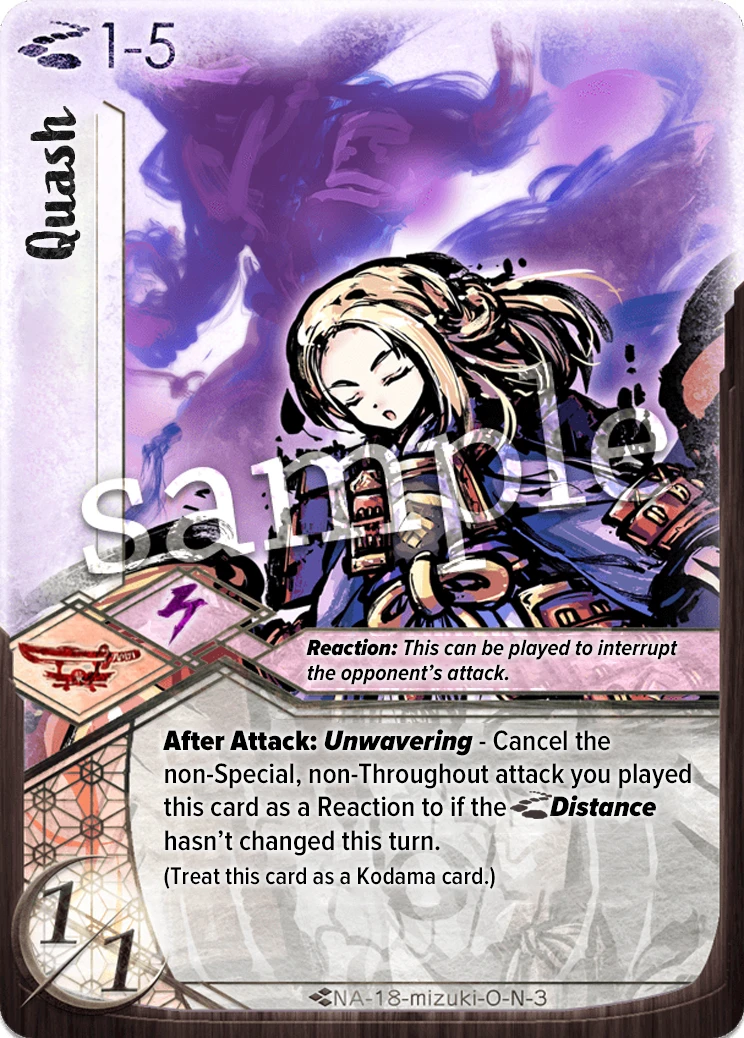 1-5
Quash
sample
Reaction: This can be played to interrupt
the opponent's attack.
After Attack: Unwavering - Cancel the
non-Special, non-Throughout attack you played
this card as a Reaction to if the Distance
hasn't changed this turn.
(Treat this card as a Kodama card.)
1/1
NA-18-mizuki-O-N-3